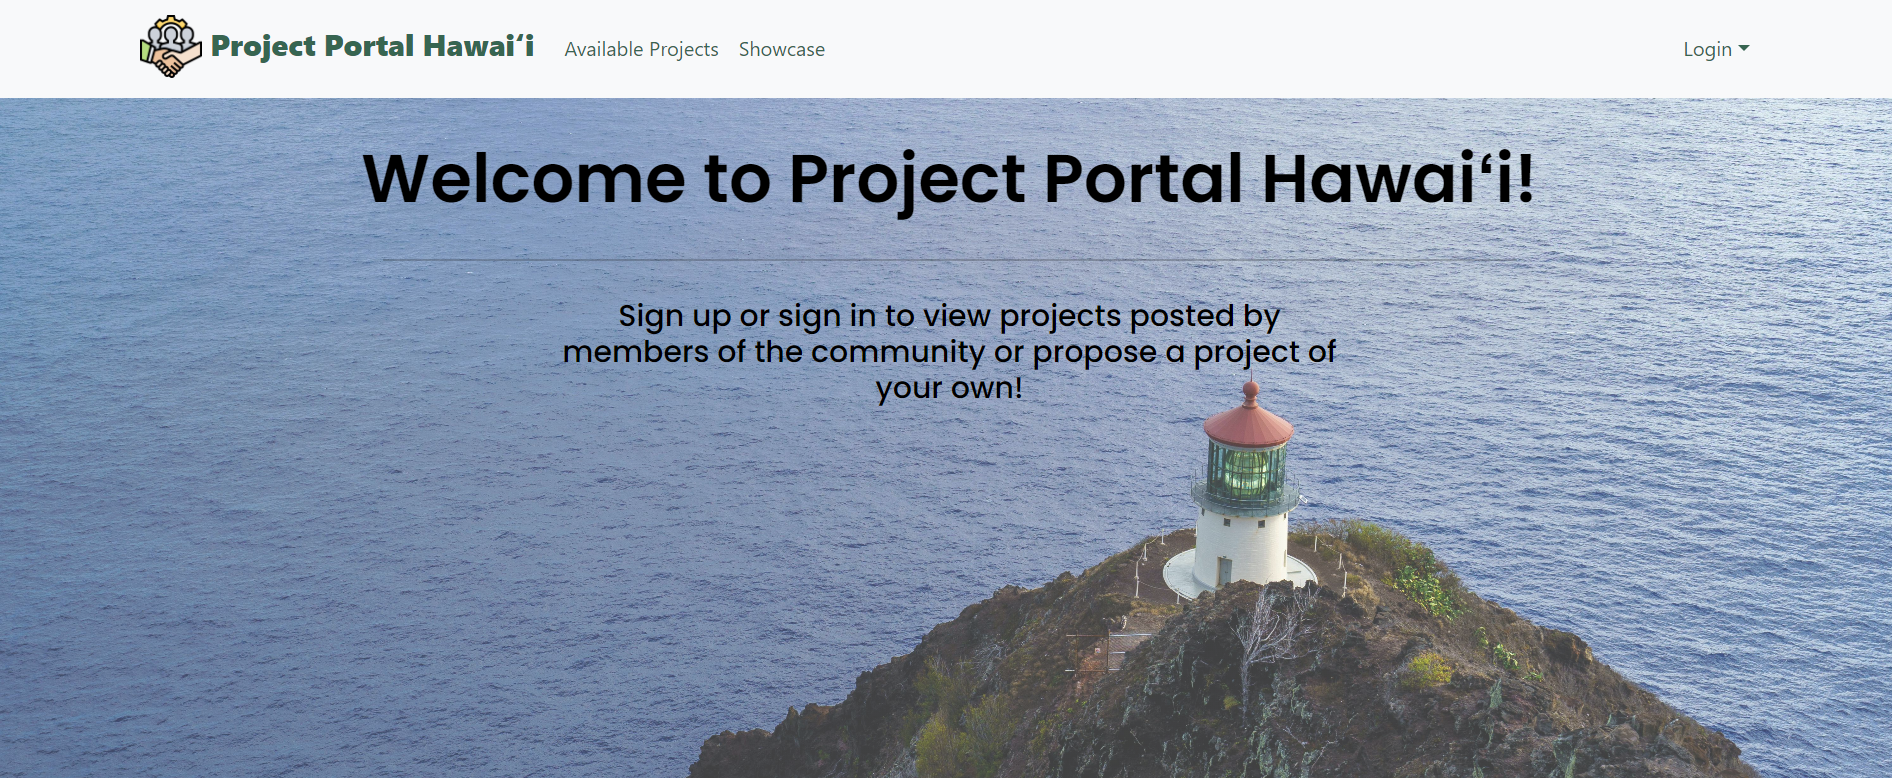 Project Portal Hawaiʻi
Available Projects
Showcase
Login
Welcome to Project Portal Hawaiʻi!
Sign up or sign in to view projects posted by
members of the community or propose a project of
your own!